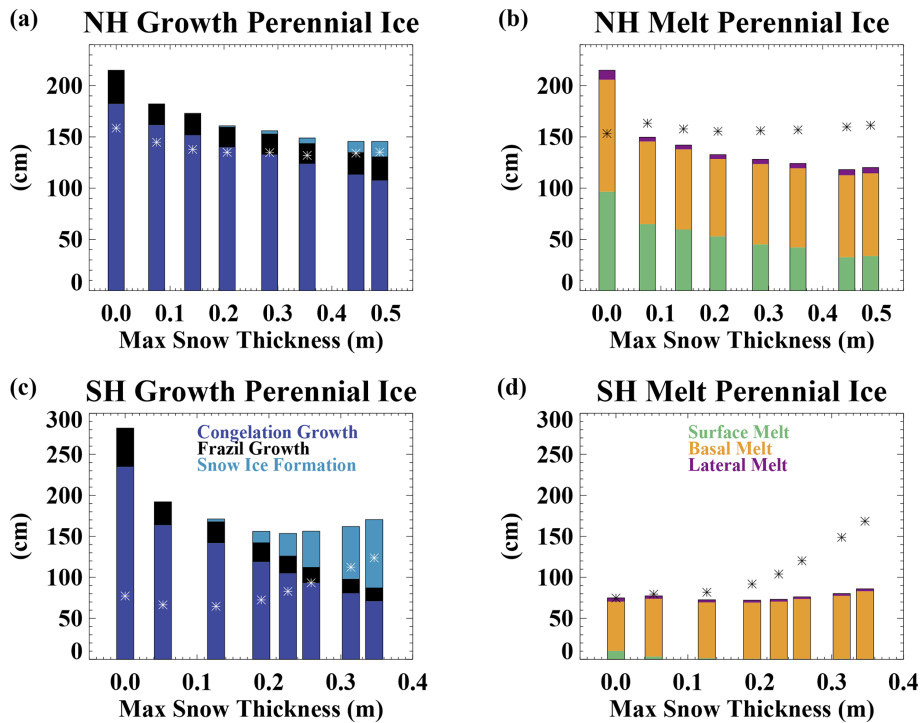 (a) NH Growth Perennial Ice
200
150
100
50
0
(cm)
0.0 0.1 0.2 0.3 0.4 0.5
Max Snow Thickness (m)
(b) NH Melt Perennial Ice
200
150
100
50
0
(cm)
0.0 0.1 0.2 0.3 0.4 0.5
Max Snow Thickness (m)
(c) SH Growth Perennial Ice
300
250
200
150
100
50
0
(cm)
Congelation Growth
Frazil Growth
Snow Ice Formation
0.0 0.1 0.2 0.3 0.4
Max Snow Thickness (m)
(d) SH Melt Perennial Ice
300
250
200
150
100
50
0
(cm)
Surface Melt
Basal Melt
Lateral Melt
0.0 0.1 0.2 0.3 0.4
Max Snow Thickness (m)